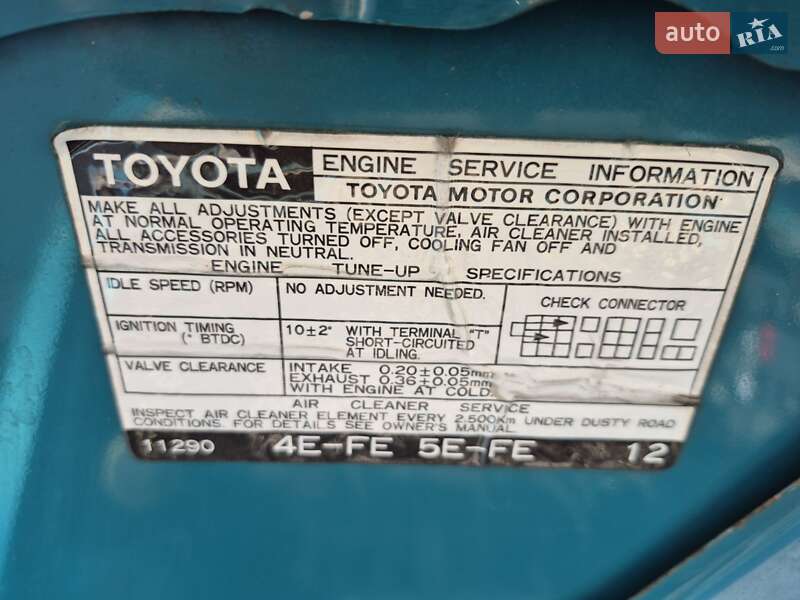 auto RIA.com
TOYOTA
ENGINE SERVICE INFORMATION
TOYOTA MOTOR CORPORATION
MAKE ALL ADJUSTMENTS (EXCEPT VALVE CLEARANCE) WITH ENGINE
AT NORMAL OPERATING TEMPERATURE, AIR CLEANER INSTALLED,
ALL ACCESSORIES TURNED OFF, COOLING FAN OFF AND
TRANSMISSION IN NEUTRAL.
ENGINE TUNE-UP SPECIFICATIONS
IDLE SPEED (RPM)
NO ADJUSTMENT NEEDED.
CHECK CONNECTOR
IGNITION TIMING
(° BTDC)
10±2° WITH TERMINAL "T"
SHORT-CIRCUITED
AT IDLING.
VALVE CLEARANCE
INTAKE 0.20±0.05mm
EXHAUST 0.36±0.05mm
WITH ENGINE AT COLD
AIR CLEANER SERVICE
INSPECT AIR CLEANER ELEMENT EVERY 2,500Km UNDER DUSTY ROAD
CONDITIONS. FOR DETAILS SEE OWNER'S MANUAL.
11290 4E-FE 5E-FE 12